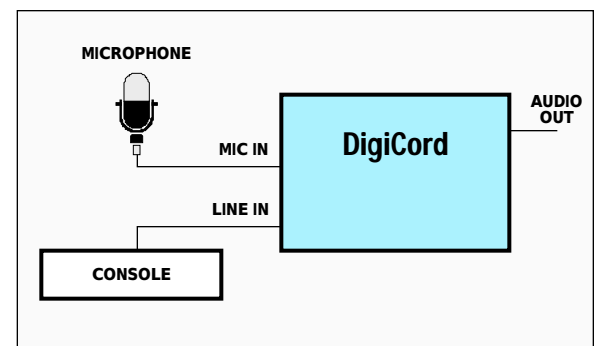 MICROPHONE
AUDIO
OUT
DigiCord
MIC IN
LINE IN
CONSOLE